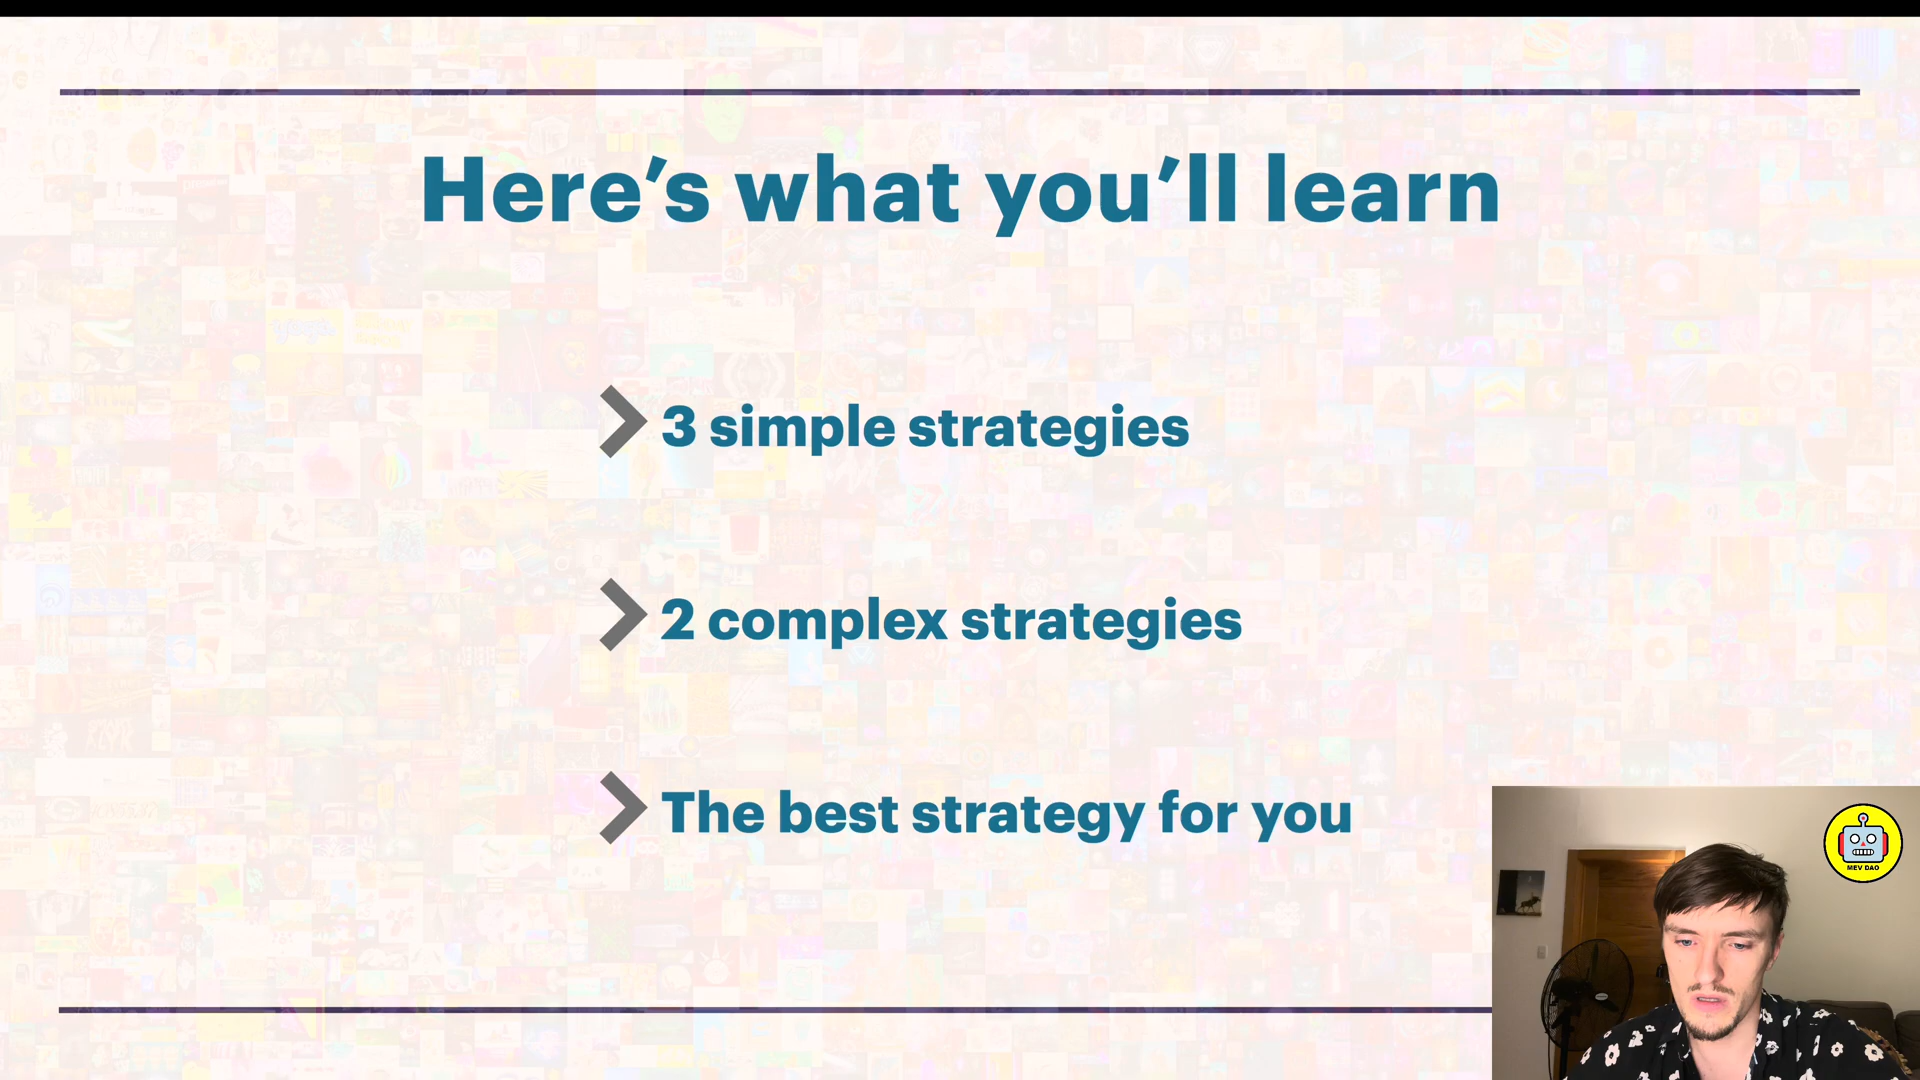 Here's what you'll learn
3 simple strategies
2 complex strategies
The best strategy for you
MEV DAO